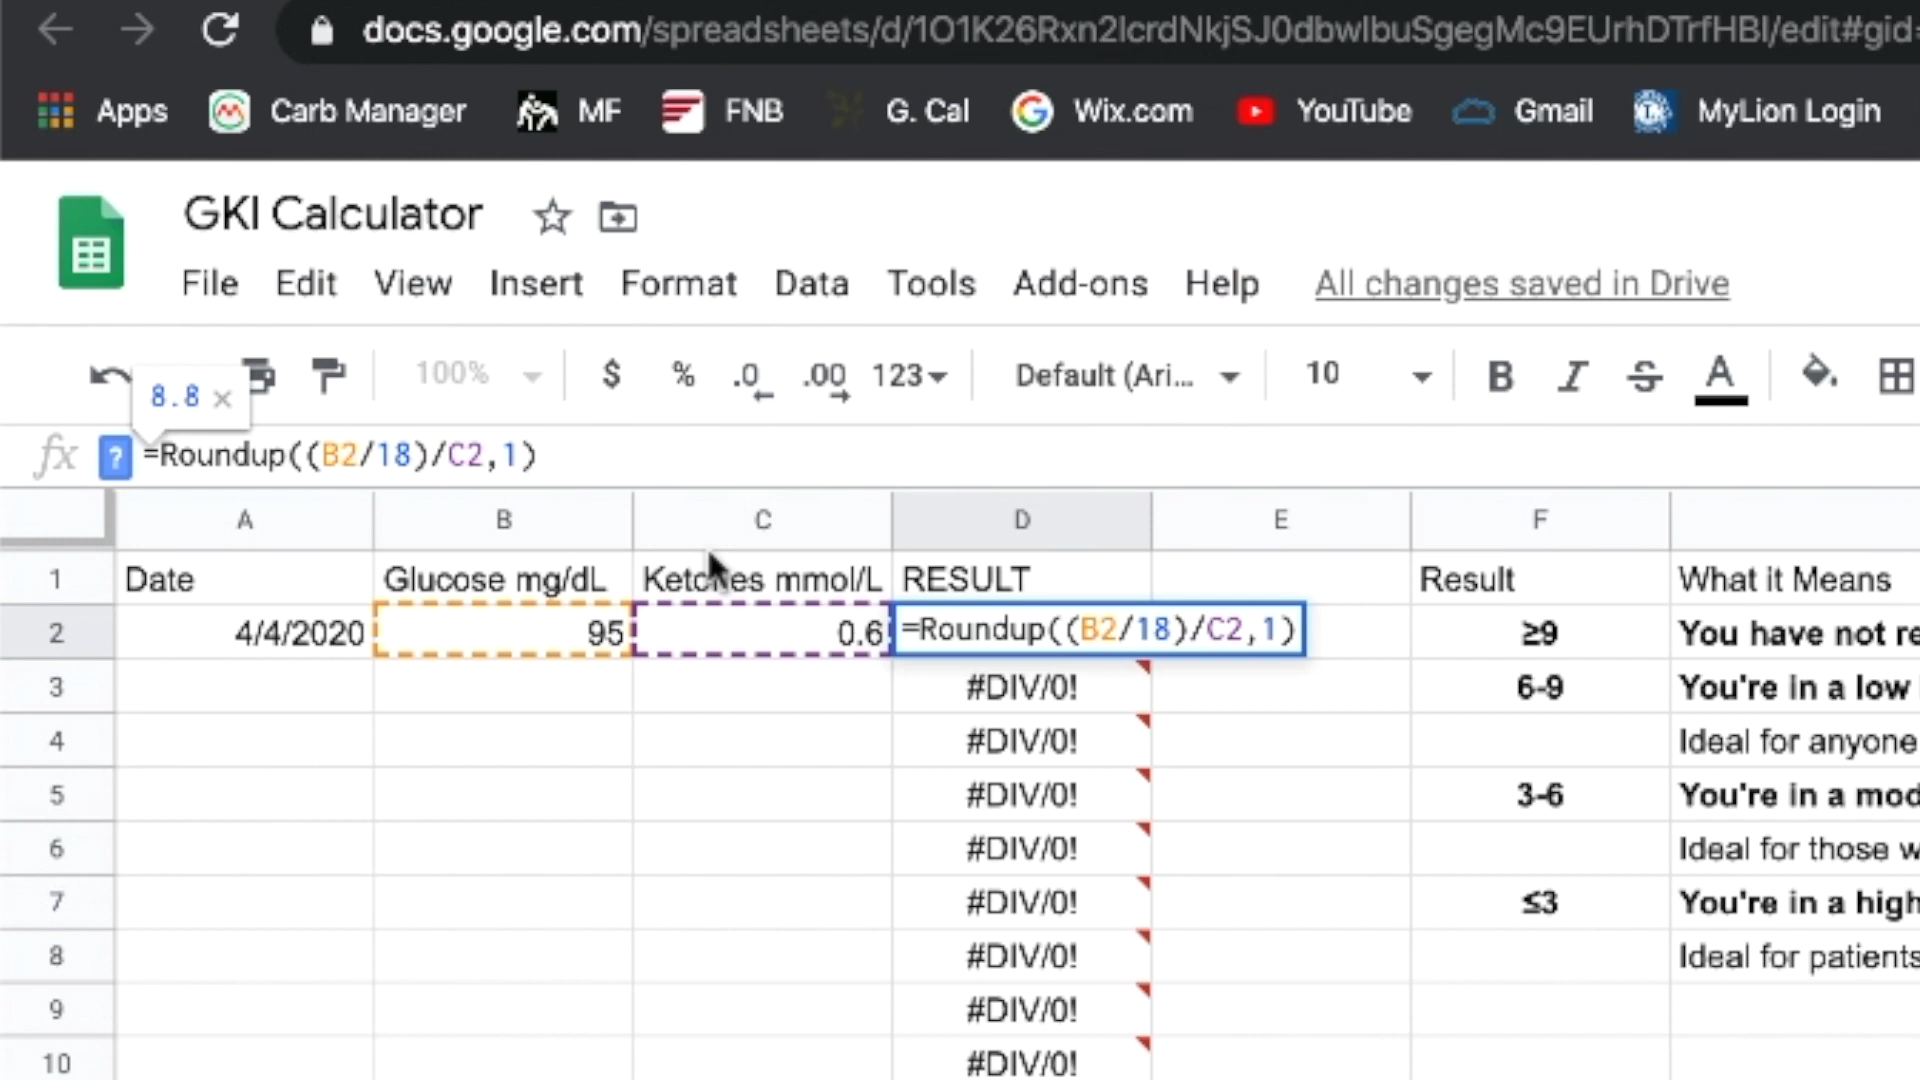 docs.google.com/spreadsheets/d/1O1K26Rxn2lcrdNkjSJ0dbwlbuSgegMc9EUrhDTrfHBI/edit#gid=
Apps Carb Manager MF FNB G. Cal Wix.com YouTube Gmail MyLion Login
GKI Calculator
File Edit View Insert Format Data Tools Add-ons Help All changes saved in Drive
100% $ % .0 .00 123 Default (Ari... 10 B I S A
8.8 ×
fx ? =Roundup((B2/18)/C2,1)
A B C D E F
1 Date Glucose mg/dL Ketones mmol/L RESULT Result What it Means
2 4/4/2020 95 0.6 =Roundup((B2/18)/C2,1) ≥9 You have not re
3 #DIV/0! 6-9 You're in a low
4 #DIV/0! Ideal for anyone
5 #DIV/0! 3-6 You're in a mod
6 #DIV/0! Ideal for those w
7 #DIV/0! ≤3 You're in a high
8 #DIV/0! Ideal for patients
9 #DIV/0!
10 #DIV/0!